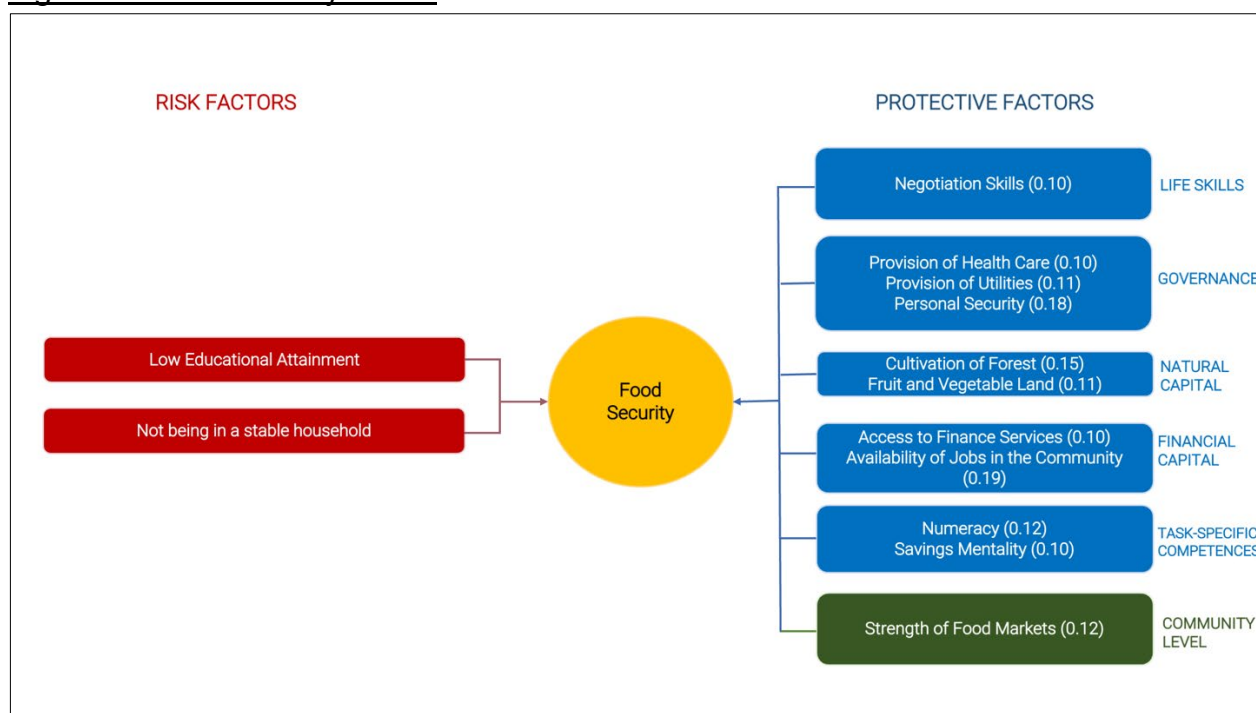 RISK FACTORS
PROTECTIVE FACTORS
Low Educational Attainment
Not being in a stable household
Food
Security
Negotiation Skills (0.10)
LIFE SKILLS
Provision of Health Care (0.10)
Provision of Utilities (0.11)
Personal Security (0.18)
GOVERNANCE
Cultivation of Forest (0.15)
Fruit and Vegetable Land (0.11)
NATURAL
CAPITAL
Access to Finance Services (0.10)
Availability of Jobs in the Community
(0.19)
FINANCIAL
CAPITAL
Numeracy (0.12)
Savings Mentality (0.10)
TASK-SPECIFIC
COMPETENCES
Strength of Food Markets (0.12)
COMMUNITY
LEVEL